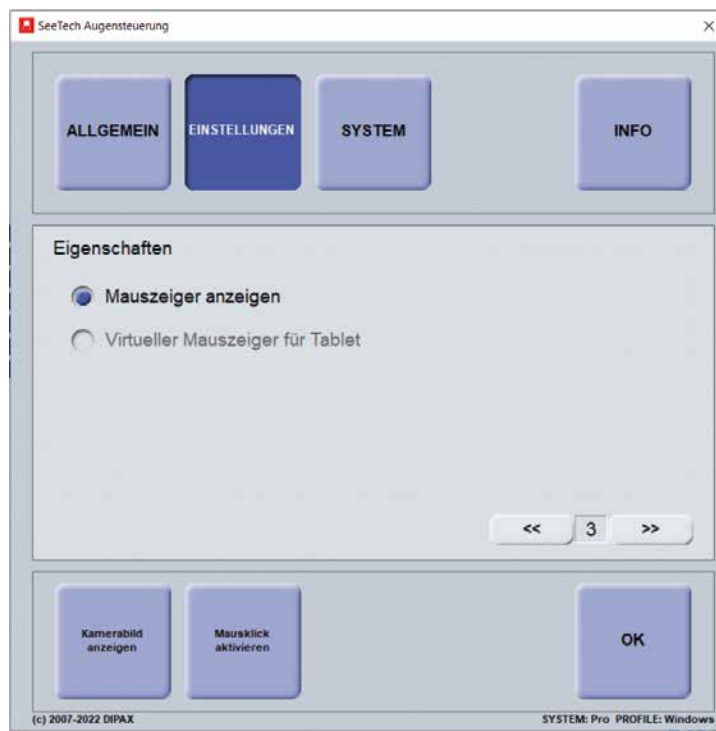 SeeTech Augensteuerung
ALLGEMEIN
EINSTELLUNGEN
SYSTEM
INFO
Eigenschaften
Mauszeiger anzeigen
Virtueller Mauszeiger für Tablet
<< 3 >>
Kamerabild
anzeigen
Mausklick
aktivieren
OK
(c) 2007-2022 DIPAX
SYSTEM: Pro PROFILE: Windows